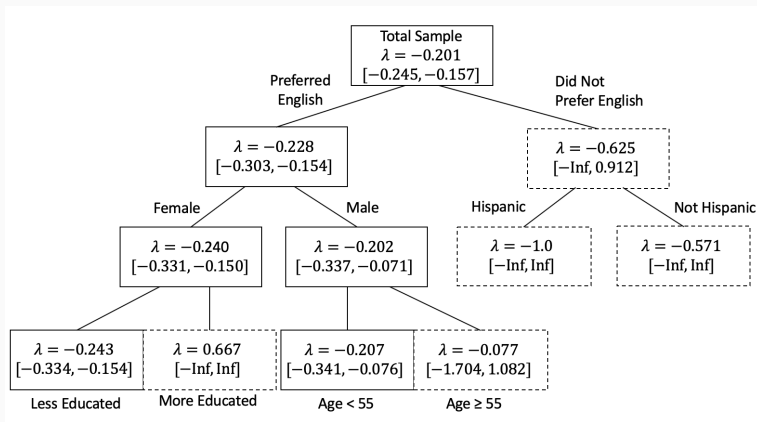 Total Sample
λ = −0.201
[−0.245, −0.157]
Preferred
English
Did Not
Prefer English
λ = −0.228
[−0.303, −0.154]
λ = −0.625
[−Inf, 0.912]
Female
Male
Hispanic
Not Hispanic
λ = −0.240
[−0.331, −0.150]
λ = −0.202
[−0.337, −0.071]
λ = −1.0
[−Inf, Inf]
λ = −0.571
[−Inf, Inf]
λ = −0.243
[−0.334, −0.154]
λ = 0.667
[−Inf, Inf]
λ = −0.207
[−0.341, −0.076]
λ = −0.077
[−1.704, 1.082]
Less Educated
More Educated
Age < 55
Age ≥ 55